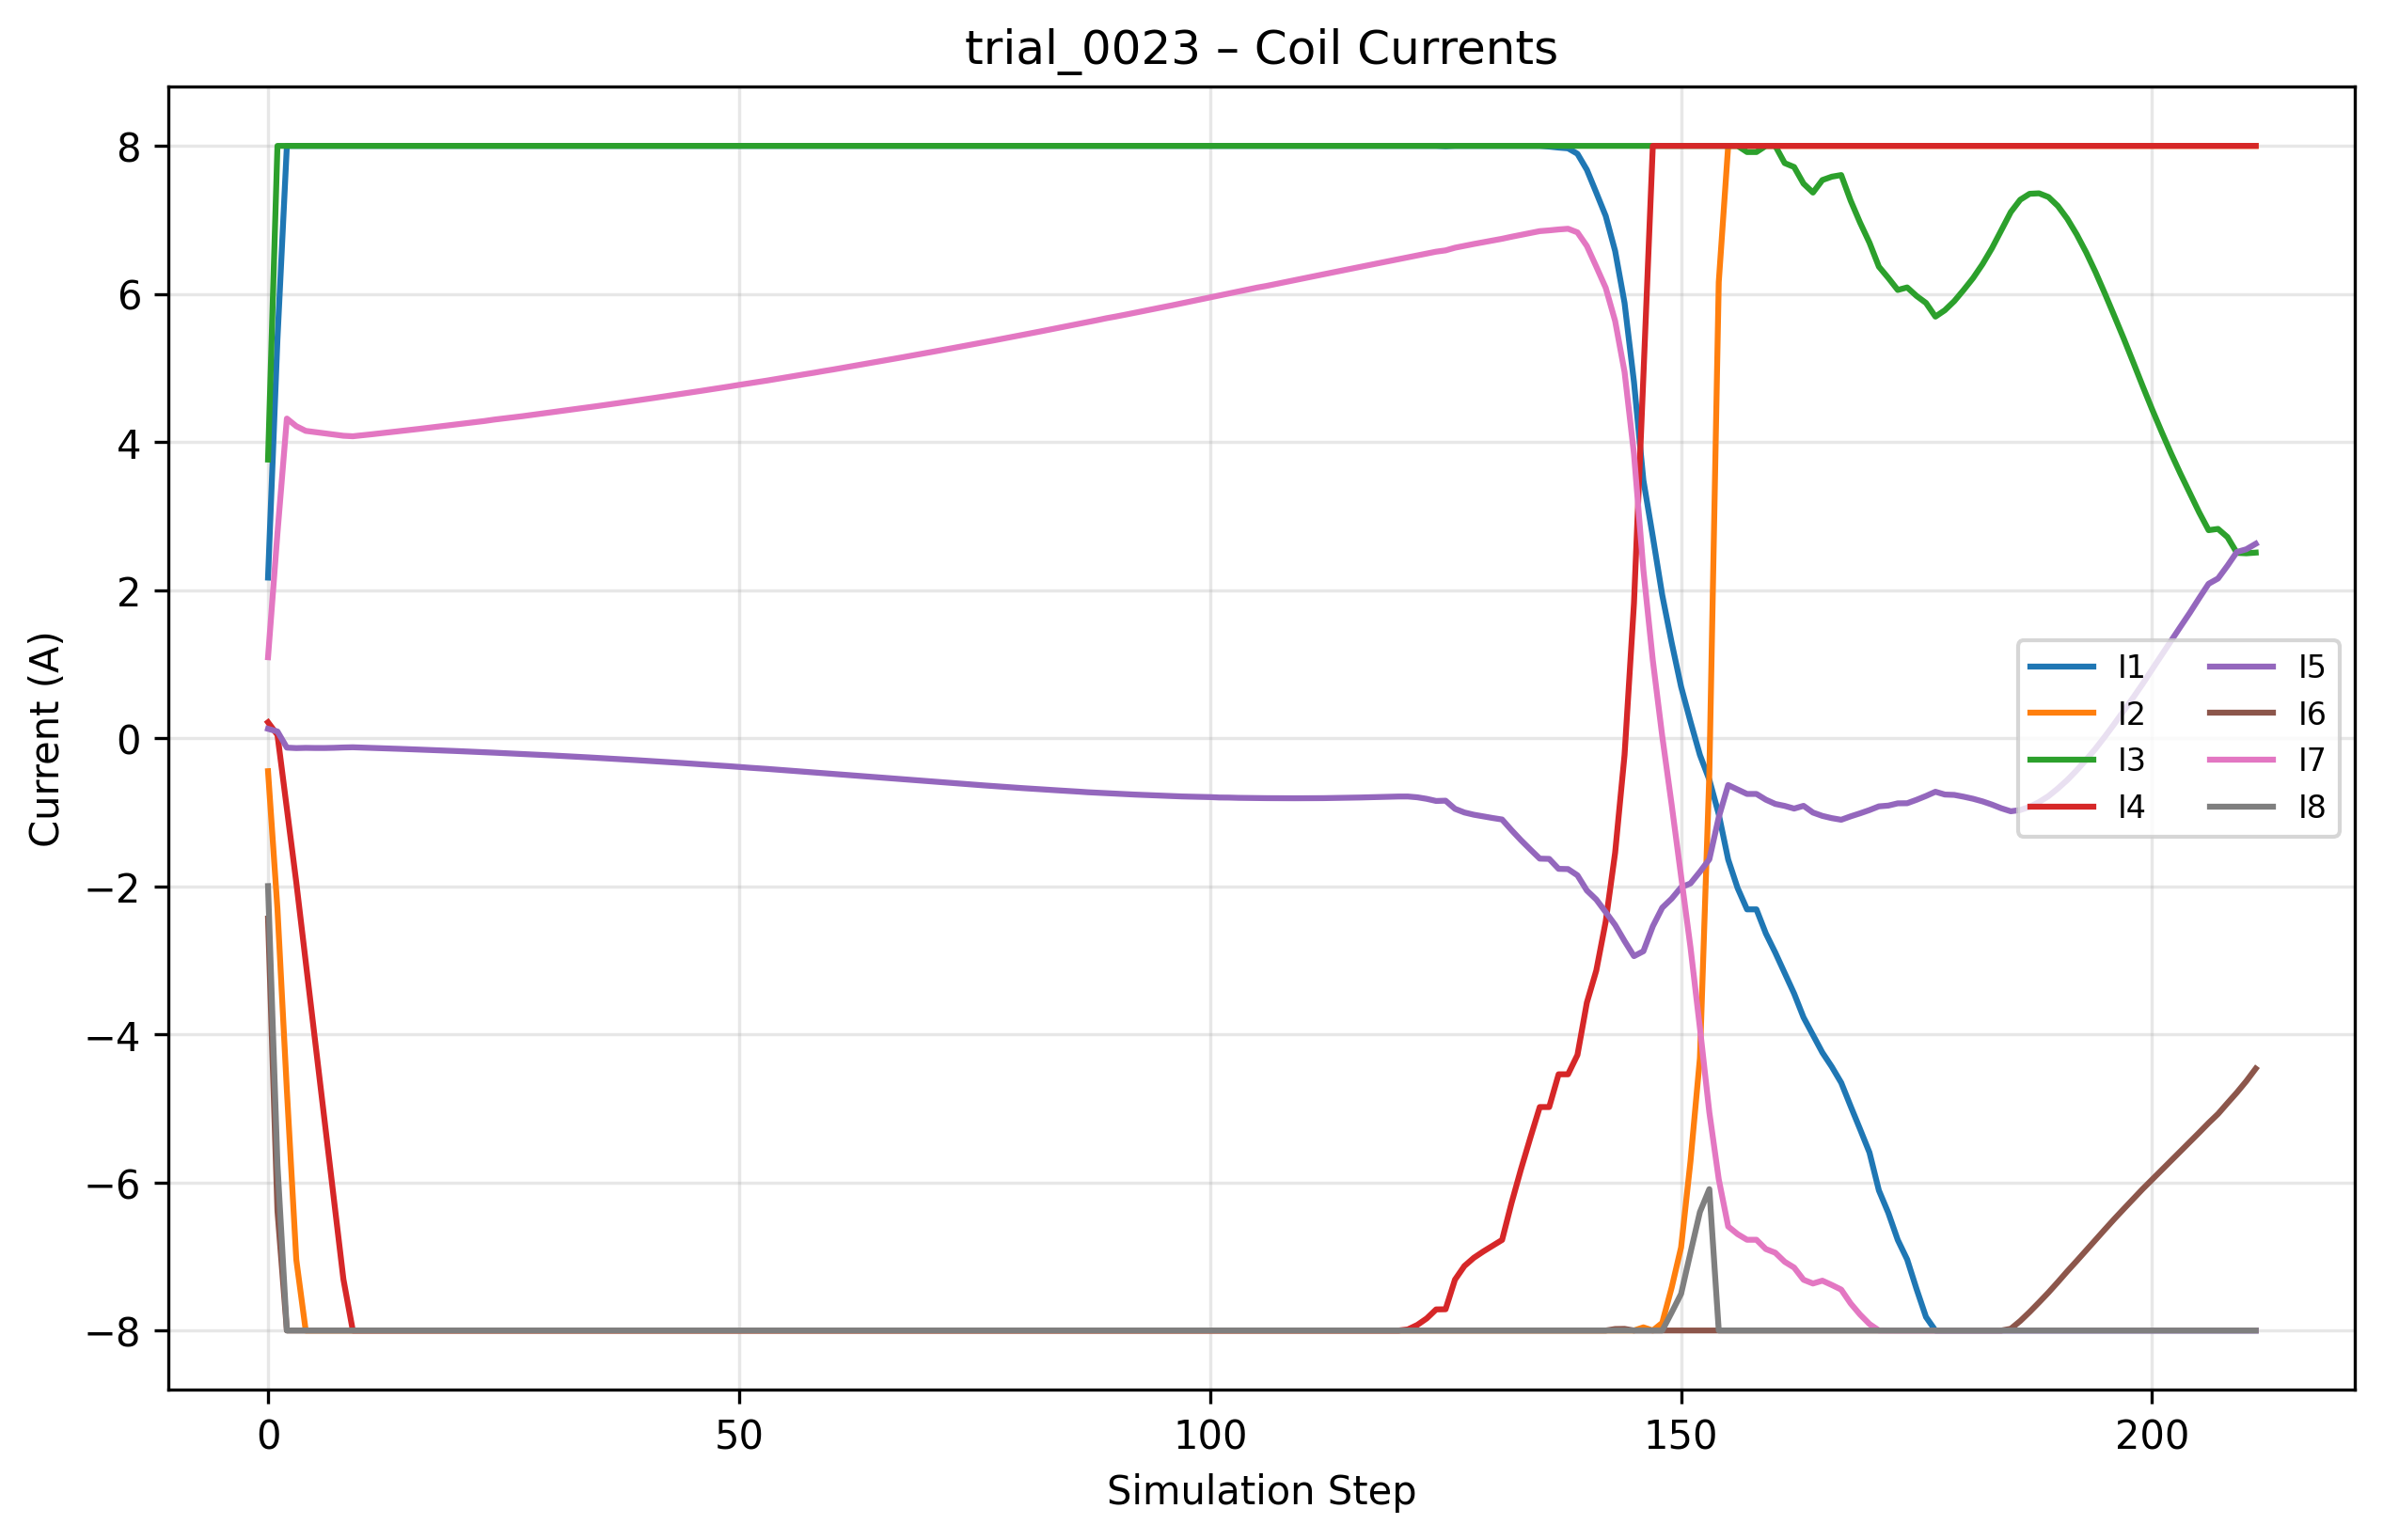 trial_0023 – Coil Currents
Current (A)
8
6
4
2
0
−2
−4
−6
−8
I1
I2
I3
I4
I5
I6
I7
I8
0
50
100
150
200
Simulation Step